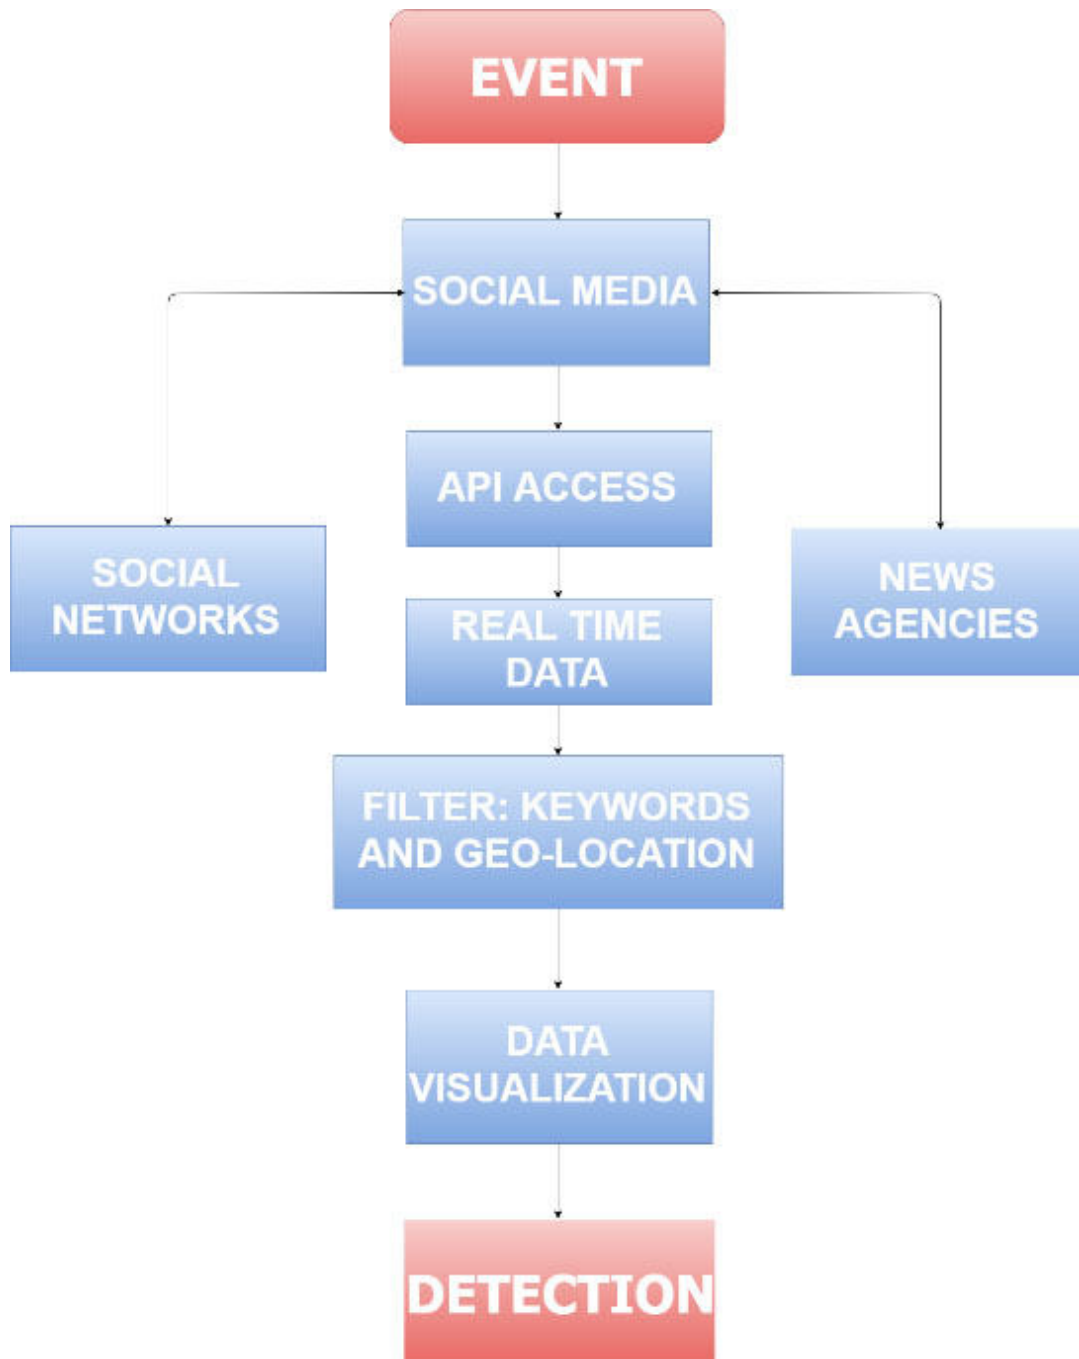 EVENT
SOCIAL MEDIA
API ACCESS
SOCIAL
NETWORKS
REAL TIME
DATA
NEWS
AGENCIES
FILTER: KEYWORDS
AND GEO-LOCATION
DATA
VISUALIZATION
DETECTION